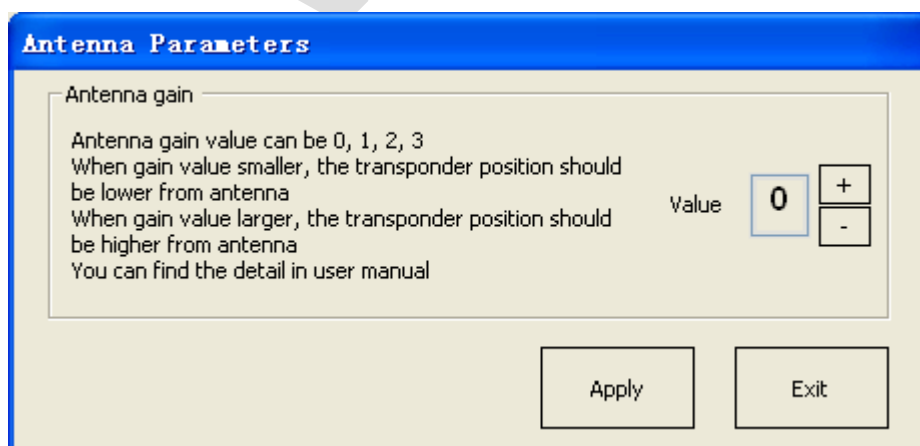 Antenna Parameters
Antenna gain
Antenna gain value can be 0, 1, 2, 3
When gain value smaller, the transponder position should
be lower from antenna
When gain value larger, the transponder position should
be higher from antenna
You can find the detail in user manual
Value
0
+
-
Apply
Exit